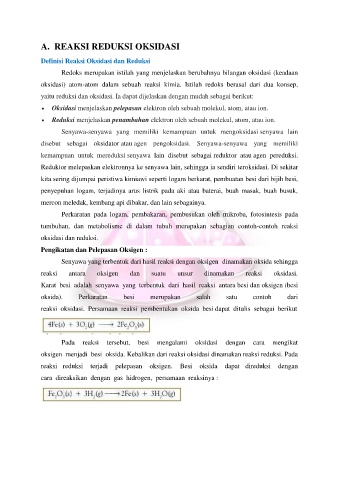 A. REAKSI REDUKSI OKSIDASI
Definisi Reaksi Oksidasi dan Reduksi
Redoks merupakan istilah yang menjelaskan berubahnya bilangan oksidasi (keadaan
oksidasi) atom-atom dalam sebuah reaksi kimia. Istilah redoks berasal dari dua konsep,
yaitu reduksi dan oksidasi. Ia dapat dijelaskan dengan mudah sebagai berikut:
• Oksidasi menjelaskan pelepasan elektron oleh sebuah molekul, atom, atau ion.
• Reduksi menjelaskan penambahan elektron oleh sebuah molekul, atom, atau ion.
Senyawa-senyawa yang memiliki kemampuan untuk mengoksidasi senyawa lain
disebut sebagai oksidator atau agen pengoksidasi. Senyawa-senyawa yang memiliki
kemampuan untuk mereduksi senyawa lain disebut sebagai reduktor atau agen pereduksi.
Reduktor melepaskan elektronnya ke senyawa lain, sehingga ia sendiri teroksidasi. Di sekitar
kita sering dijumpai peristiwa kimiawi seperti logam berkarat, pembuatan besi dari bijih besi,
penyepuhan logam, terjadinya arus listrik pada aki atau baterai, buah masak, buah busuk,
mercon meledak, kembang api dibakar, dan lain sebagainya.
Perkaratan pada logam, pembakaran, pembusukan oleh mikroba, fotosintesis pada
tumbuhan, dan metabolisme di dalam tubuh merupakan sebagian contoh-contoh reaksi
oksidasi dan reduksi.
Pengikatan dan Pelepasan Oksigen :
Senyawa yang terbentuk dari hasil reaksi dengan oksigen dinamakan oksida sehingga
reaksi antara oksigen dan suatu unsur dinamakan reaksi oksidasi.
Karat besi adalah senyawa yang terbentuk dari hasil reaksi antara besi dan oksigen (besi
oksida). Perkaratan besi merupakan salah satu contoh dari
reaksi oksidasi. Persamaan reaksi pembentukan oksida besi dapat ditulis sebagai berikut
4Fe(s) + 3O₂(g) ⟶ 2Fe₂O₃(s)
Pada reaksi tersebut, besi mengalami oksidasi dengan cara mengikat
oksigen menjadi besi oksida. Kebalikan dari reaksi oksidasi dinamakan reaksi reduksi. Pada
reaksi reduksi terjadi pelepasan oksigen. Besi oksida dapat direduksi dengan
cara direaksikan dengan gas hidrogen, persamaan reaksinya :
Fe₂O₃(s) + 3H₂(g) ⟶ 2Fe(s) + 3H₂O(g)